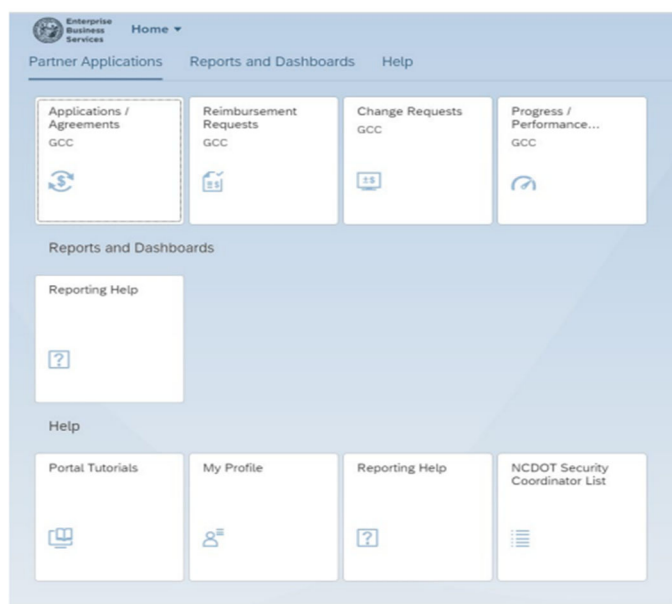 Enterprise
Business
Services
Home
Partner Applications Reports and Dashboards Help
Applications /
Agreements
GCC
Reimbursement
Requests
GCC
Change Requests
GCC
Progress /
Performance...
GCC
Reports and Dashboards
Reporting Help
Help
Portal Tutorials
My Profile
Reporting Help
NCDOT Security
Coordinator List